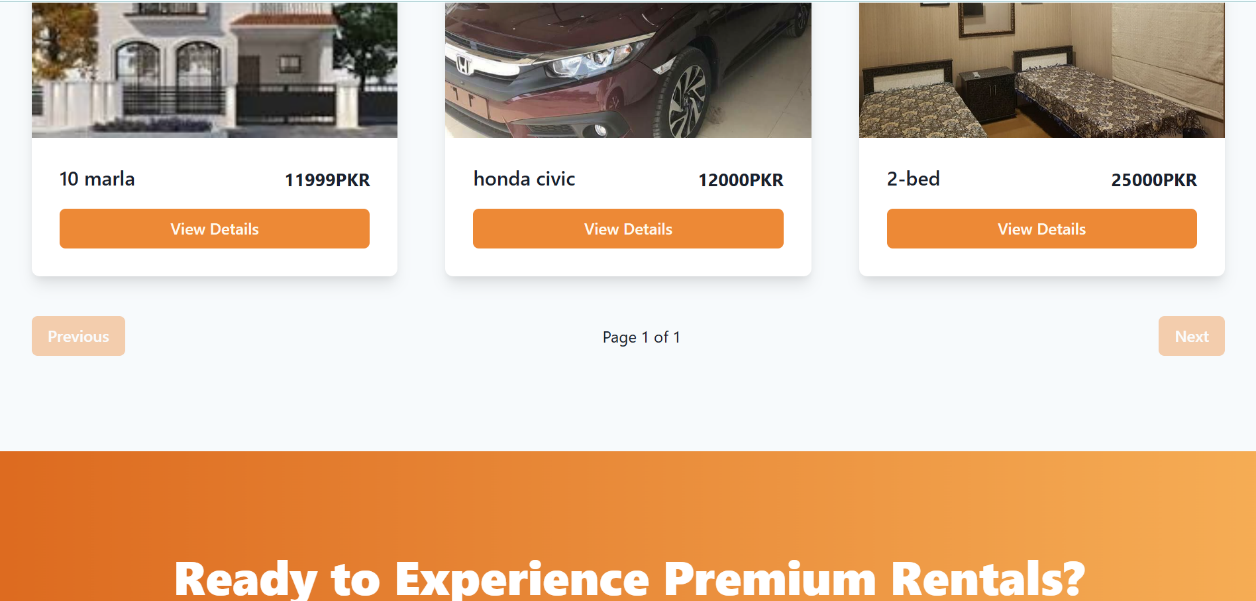 10 marla 11999PKR
honda civic 12000PKR
2-bed 25000PKR
View Details
View Details
View Details
Previous
Page 1 of 1
Next
Ready to Experience Premium Rentals?